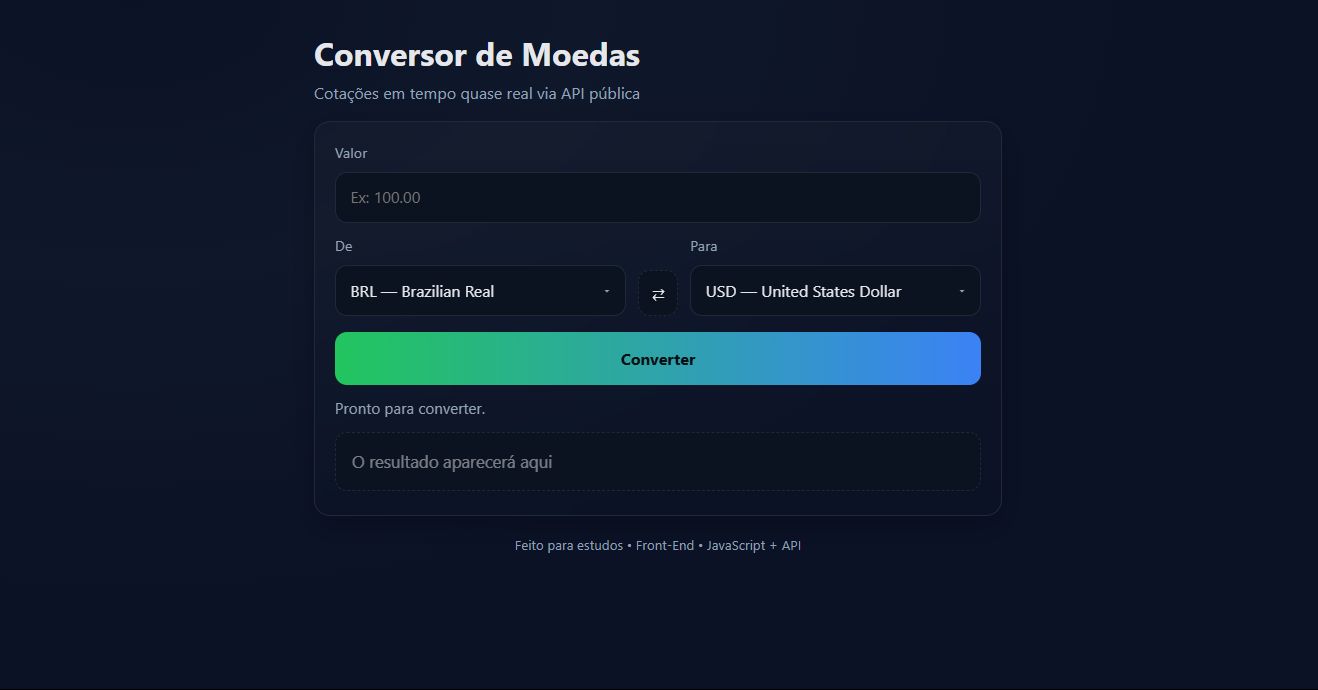 Conversor de Moedas
Cotações em tempo quase real via API pública
Valor
Ex: 100.00
De
Para
BRL — Brazilian Real
⇄
USD — United States Dollar
Converter
Pronto para converter.
O resultado aparecerá aqui
Feito para estudos • Front-End • JavaScript + API